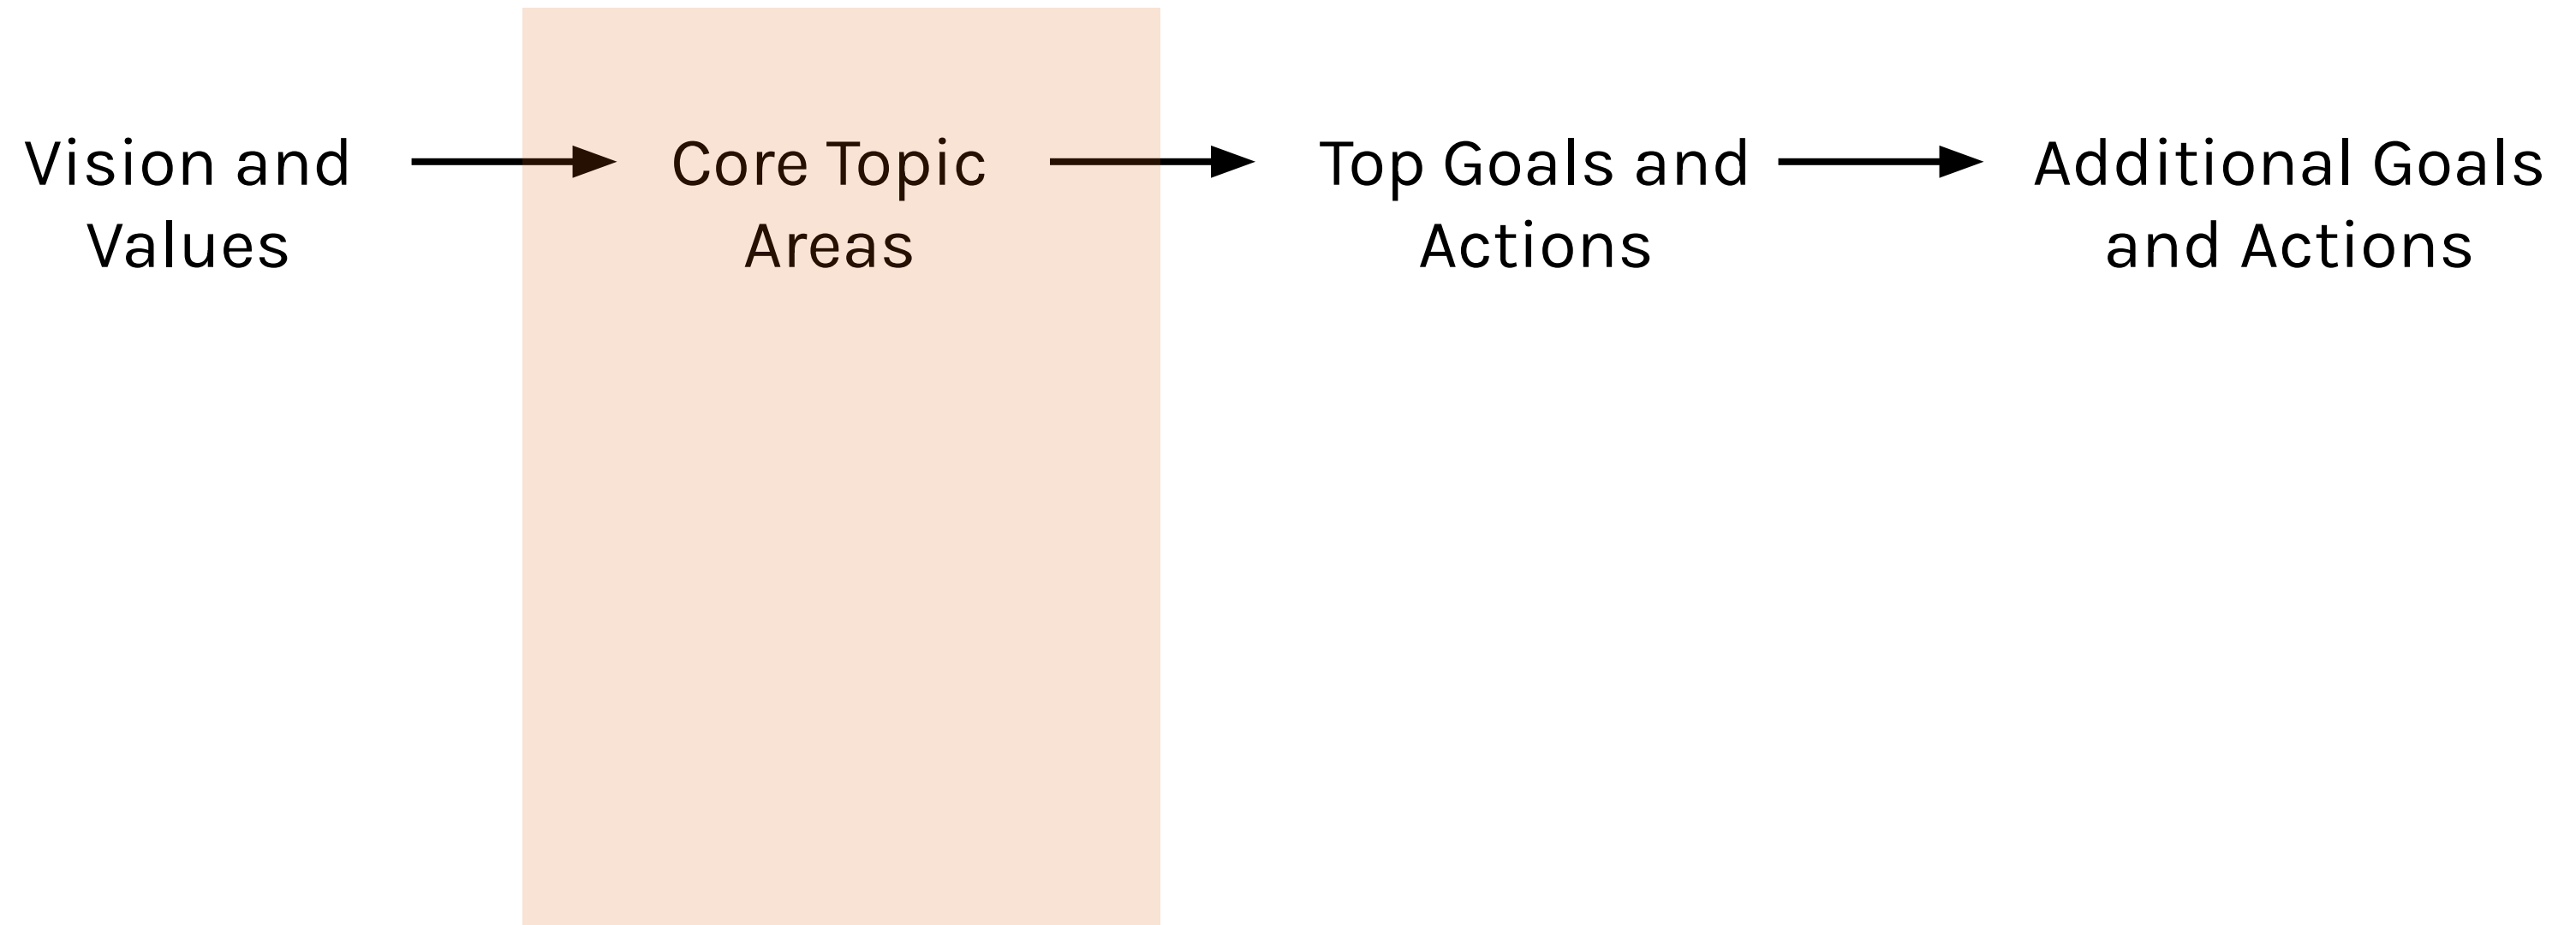 Vision and
Values
Core Topic
Areas
Top Goals and
Actions
Additional Goals
and Actions